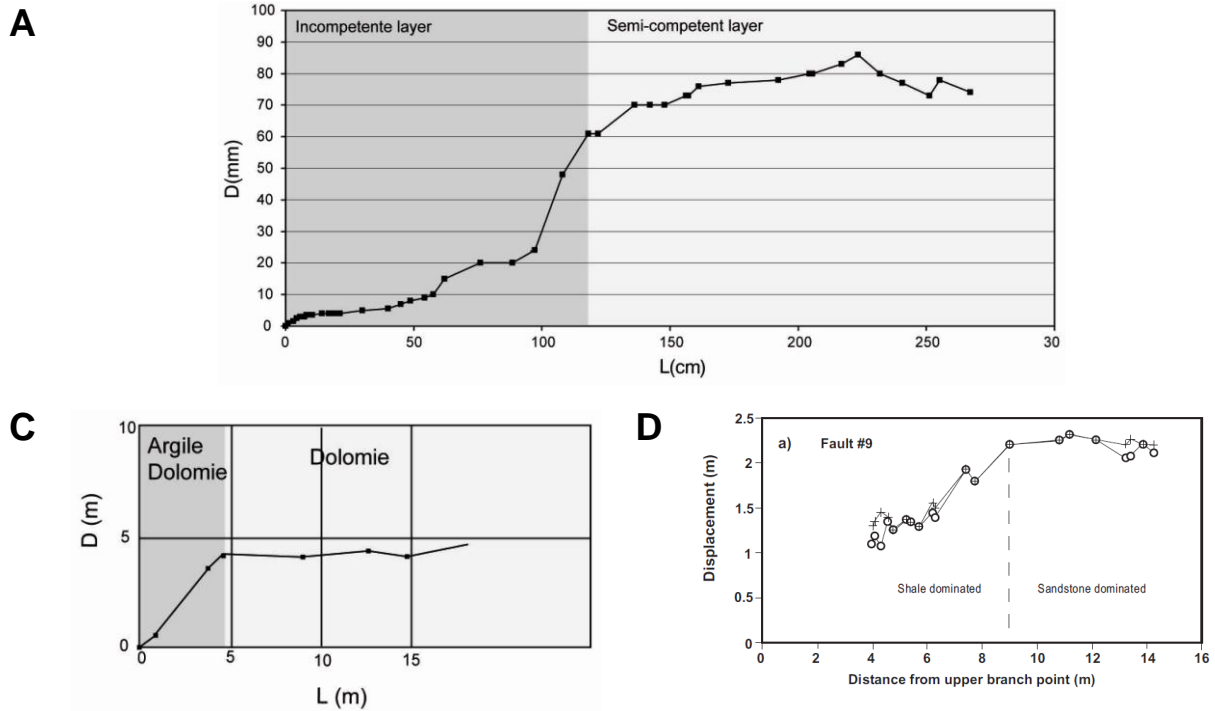 A
Incompetente layer
Semi-competent layer
100
90
80
70
60
50
40
30
20
10
0
D(mm)
0
50
100
150
200
250
30
L(cm)
C
10
5
0
D (m)
Argile
Dolomie
Dolomie
0
5
10
15
L (m)
D
2.5
2
1.5
1
0.5
0
Displacement (m)
a) Fault #9
Shale dominated
Sandstone dominated
0
2
4
6
8
10
12
14
16
Distance from upper branch point (m)